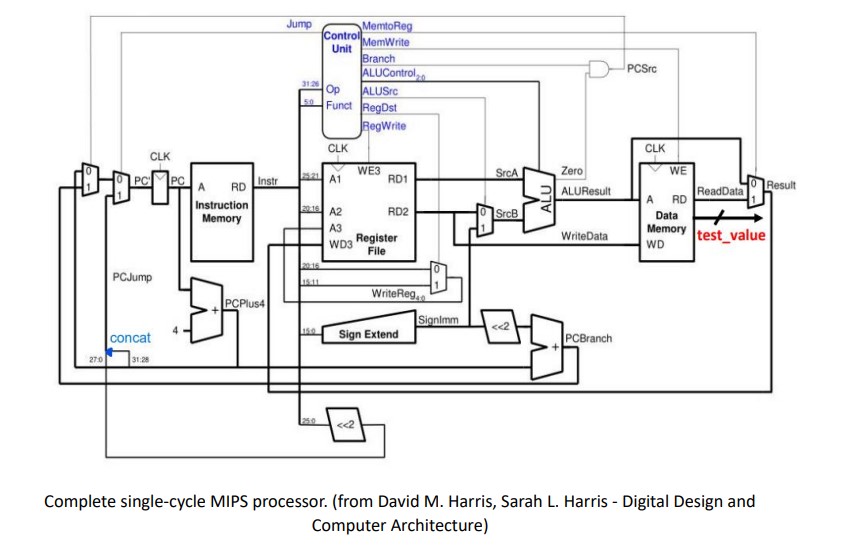 Jump
MemtoReg
Control
Unit
MemWrite
Branch
PCSrc
ALUControl2:0
31:26
Op
ALUSrc
5:0
Funct
RegDst
RegWrite
CLK
CLK
CLK
0
1
0
1
PC'
PC
A
RD
Instr
Instruction
Memory
25:21
A1
WE3
RD1
SrcA
Zero
WE
0
1
Result
ALU
ALUResult
A
RD
ReadData
20:16
A2
RD2
0
1
SrcB
A3
Data
Memory
test_value
WD3
Register
File
WriteData
WD
20:16
0
PCJump
15:11
1
WriteReg4:0
PCPlus4
+
4
SignImm
15:0
Sign Extend
<<2
concat
PCBranch
+
27:0
31:28
25:0
<<2
Complete single-cycle MIPS processor. (from David M. Harris, Sarah L. Harris - Digital Design and
Computer Architecture)